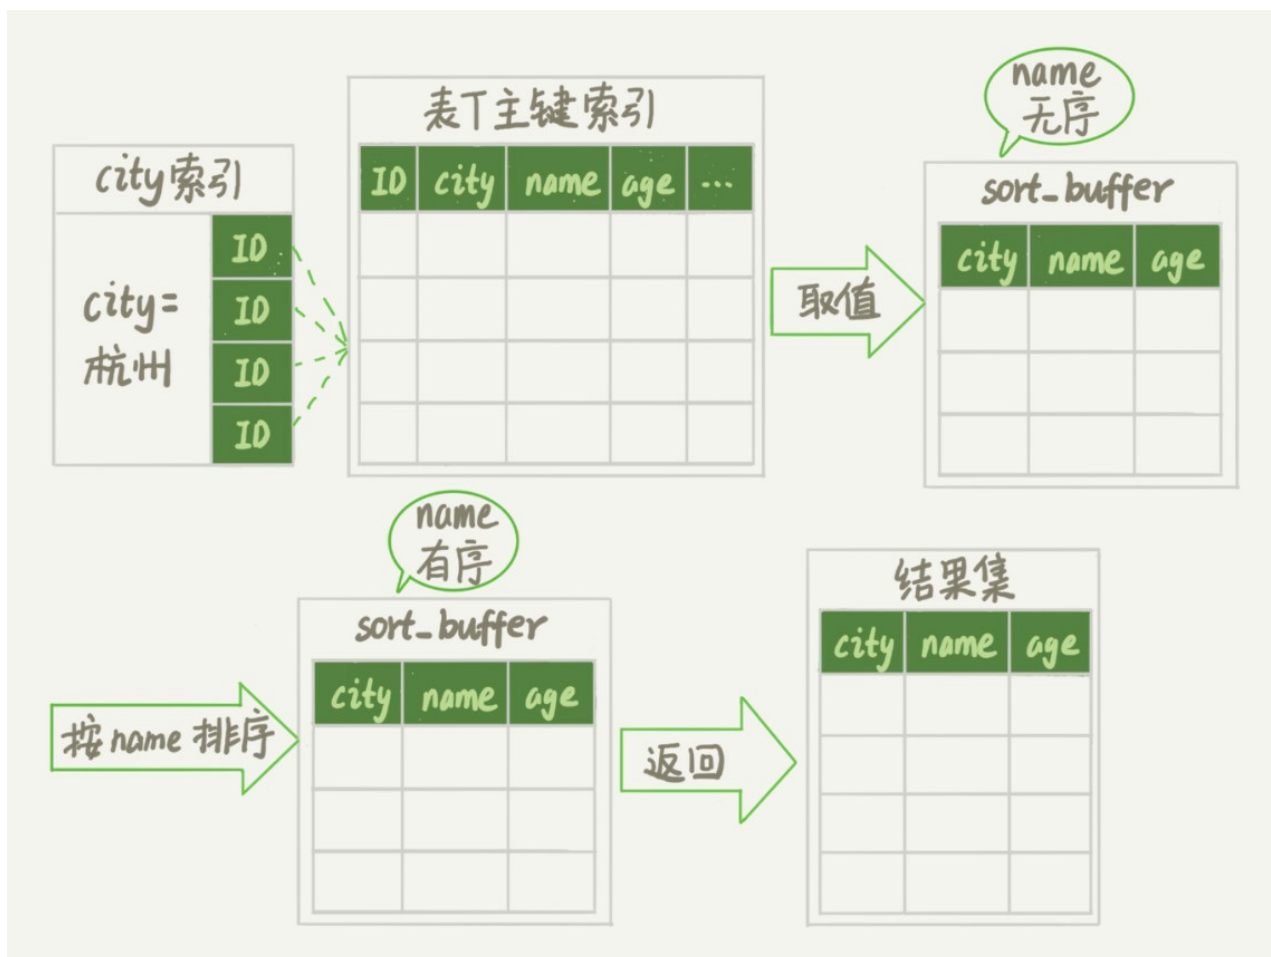 city索引
city=
杭州
ID
ID
ID
ID
表T主键索引
ID city name age ...
取值
name
无序
sort_buffer
city name age
按name排序
name
有序
sort_buffer
city name age
返回
结果集
city name age